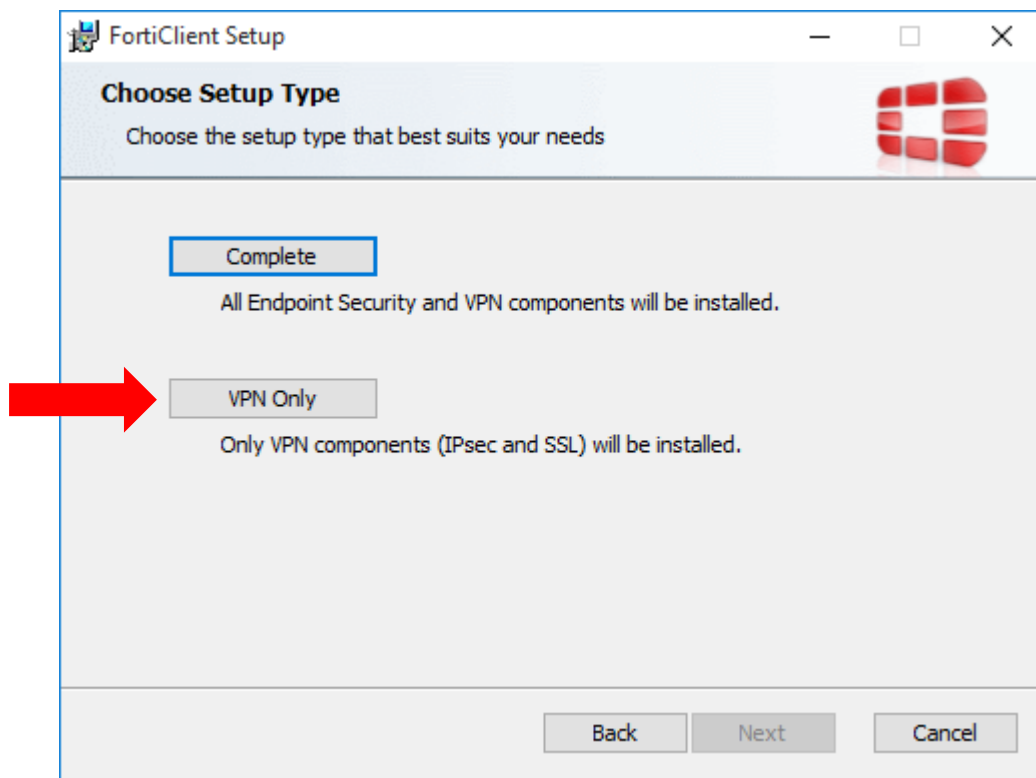 FortiClient Setup
Choose Setup Type
Choose the setup type that best suits your needs
Complete
All Endpoint Security and VPN components will be installed.
VPN Only
Only VPN components (IPsec and SSL) will be installed.
Back
Next
Cancel